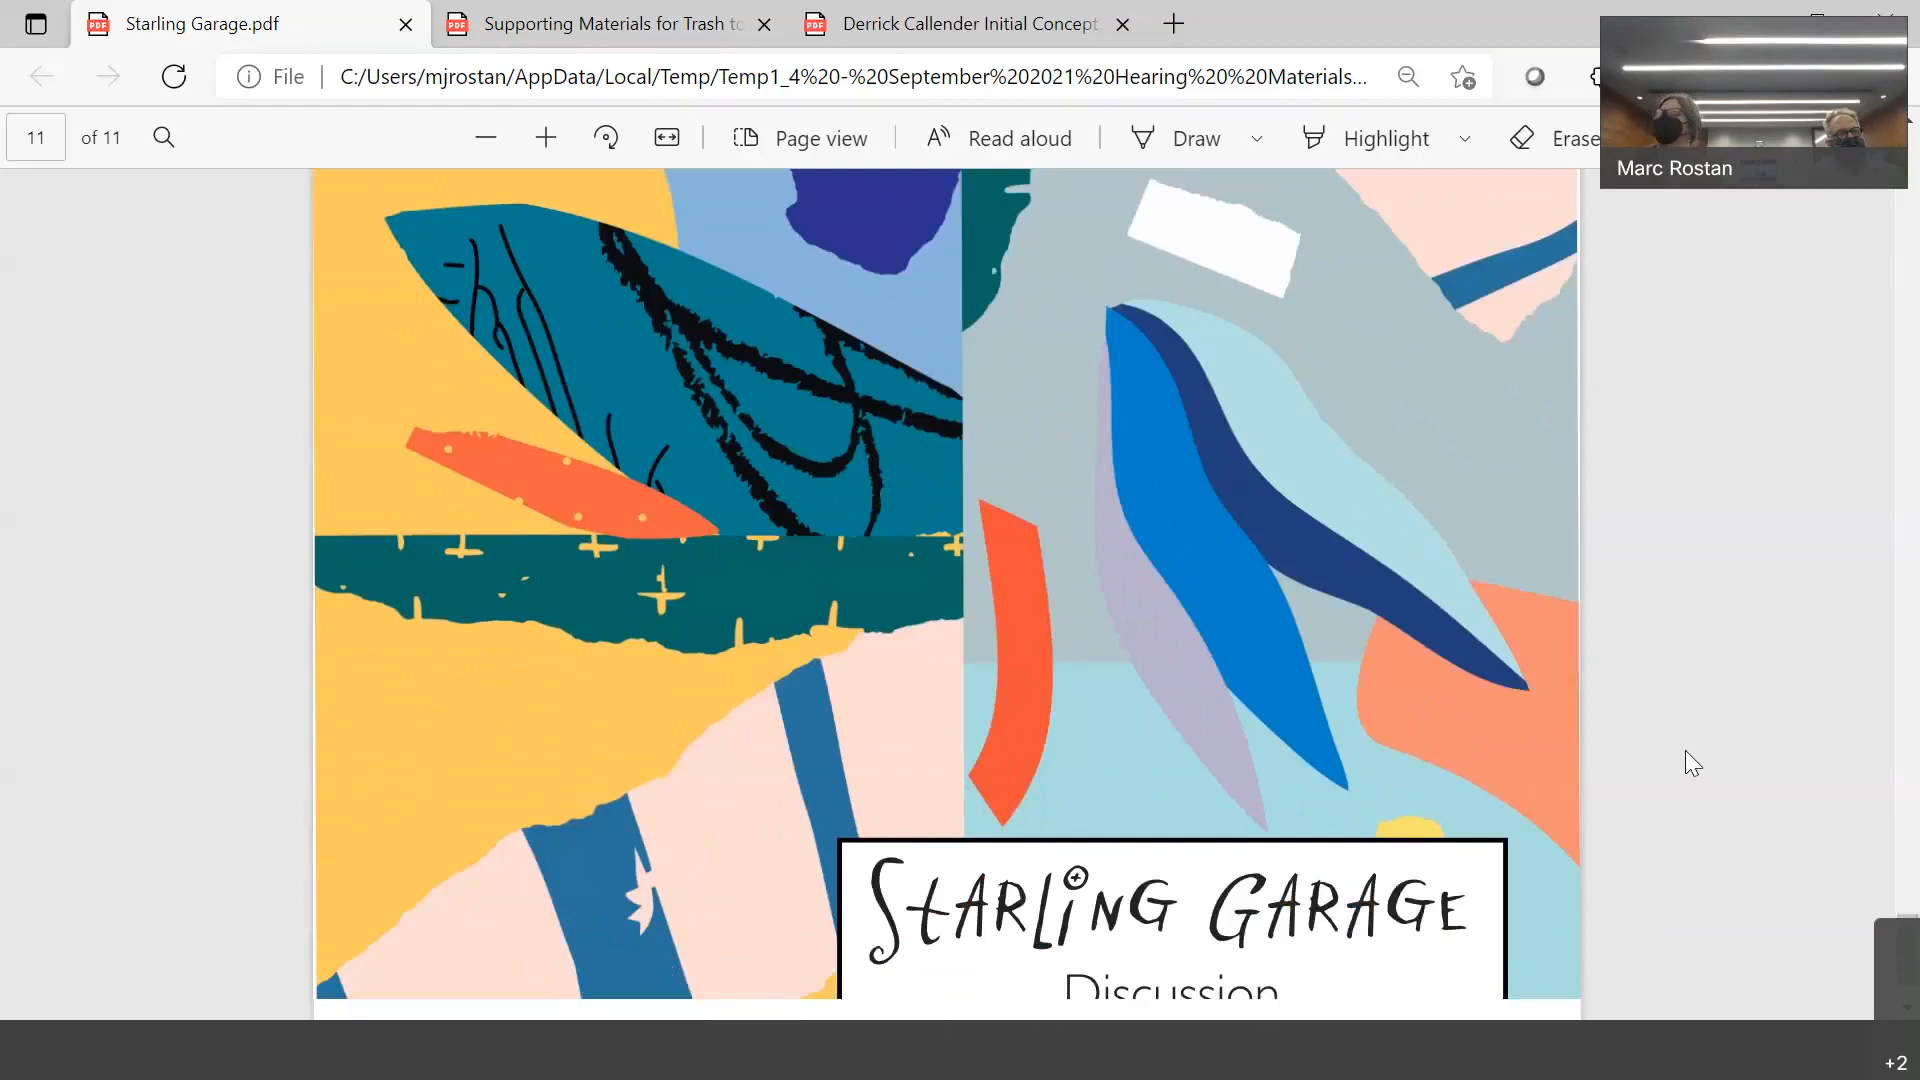 Starling Garage.pdf
Supporting Materials for Trash to
Derrick Callender Initial Concept
File
C:/Users/mjrostan/AppData/Local/Temp/Temp1_4%20-%20September%202021%20Hearing%20%20Materials...
11 of 11
Page view
Read aloud
Draw
Highlight
Erase
Marc Rostan
STARLiNG GARAGE
Discussion
+2